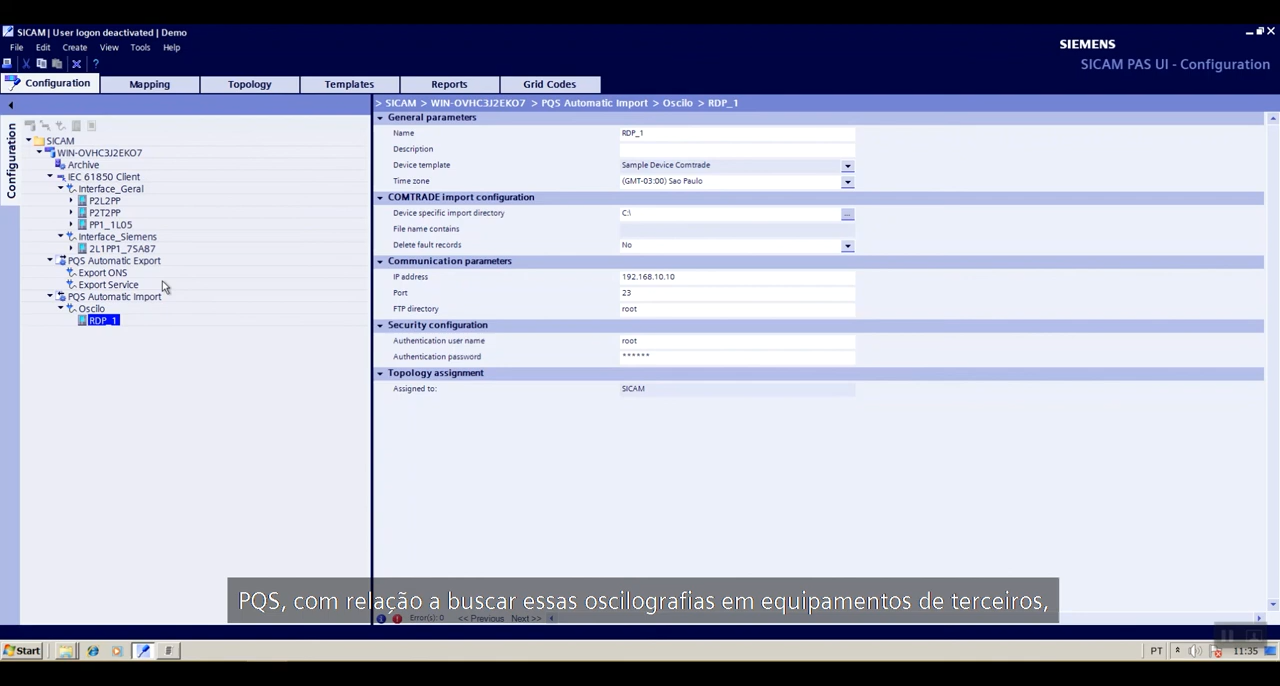 SICAM | User logon deactivated | Demo
File Edit Create View Tools Help
SIEMENS
SICAM PAS UI - Configuration
Configuration Mapping Topology Templates Reports Grid Codes
Configuration
SICAM
WIN-OVHC3J2EKO7
Archive
IEC 61850 Client
Interface_Geral
P2L2PP
P2T2PP
PP1_1L05
Interface_Siemens
2L1PP1_7SA87
PQS Automatic Export
Export ONS
Export Service
PQS Automatic Import
Oscilo
RDP_1
> SICAM > WIN-OVHC3J2EKO7 > PQS Automatic Import > Oscilo > RDP_1
General parameters
Name RDP_1
Description
Device template Sample Device Comtrade
Time zone (GMT-03:00) Sao Paulo
COMTRADE import configuration
Device specific import directory C:\
File name contains
Delete fault records No
Communication parameters
IP address 192.168.10.10
Port 23
FTP directory root
Security configuration
Authentication user name root
Authentication password ******
Topology assignment
Assigned to: SICAM
PQS, com relação a buscar essas oscilografias em equipamentos de terceiros,
Error(s): 0 << Previous Next >>
Start PT 11:35